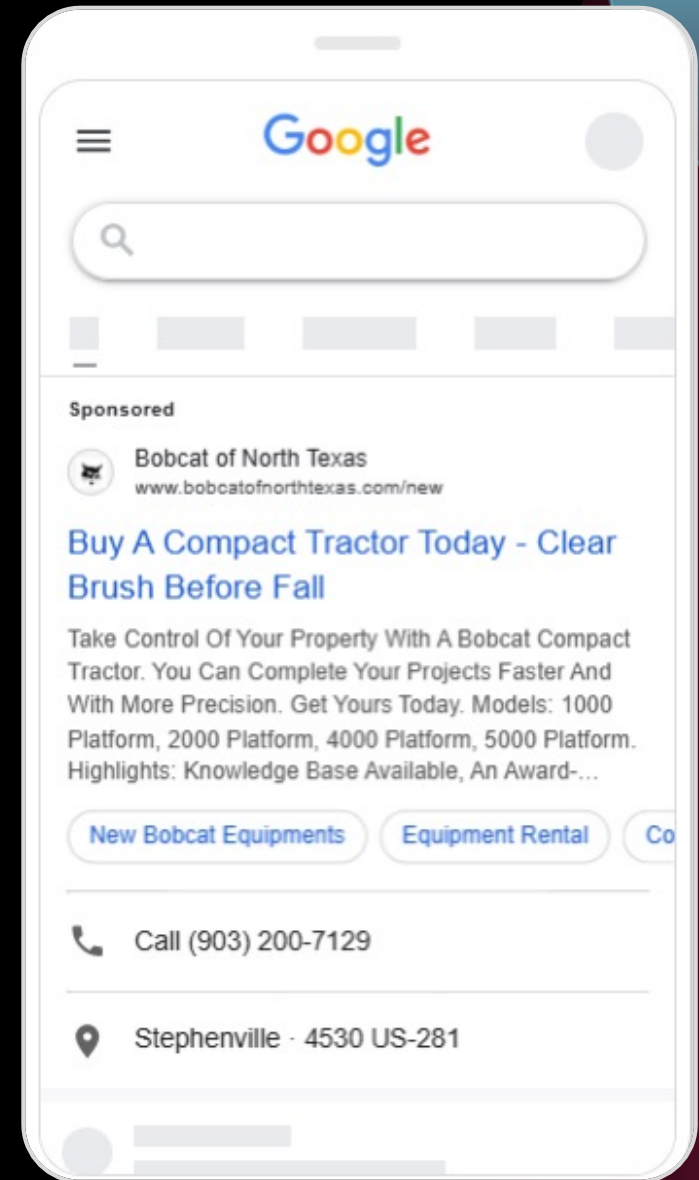 Google
Sponsored
Bobcat of North Texas
www.bobcatofnorthtexas.com/new
Buy A Compact Tractor Today - Clear
Brush Before Fall
Take Control Of Your Property With A Bobcat Compact
Tractor. You Can Complete Your Projects Faster And
With More Precision. Get Yours Today. Models: 1000
Platform, 2000 Platform, 4000 Platform, 5000 Platform.
Highlights: Knowledge Base Available, An Award-...
New Bobcat Equipments Equipment Rental Co
Call (903) 200-7129
Stephenville · 4530 US-281